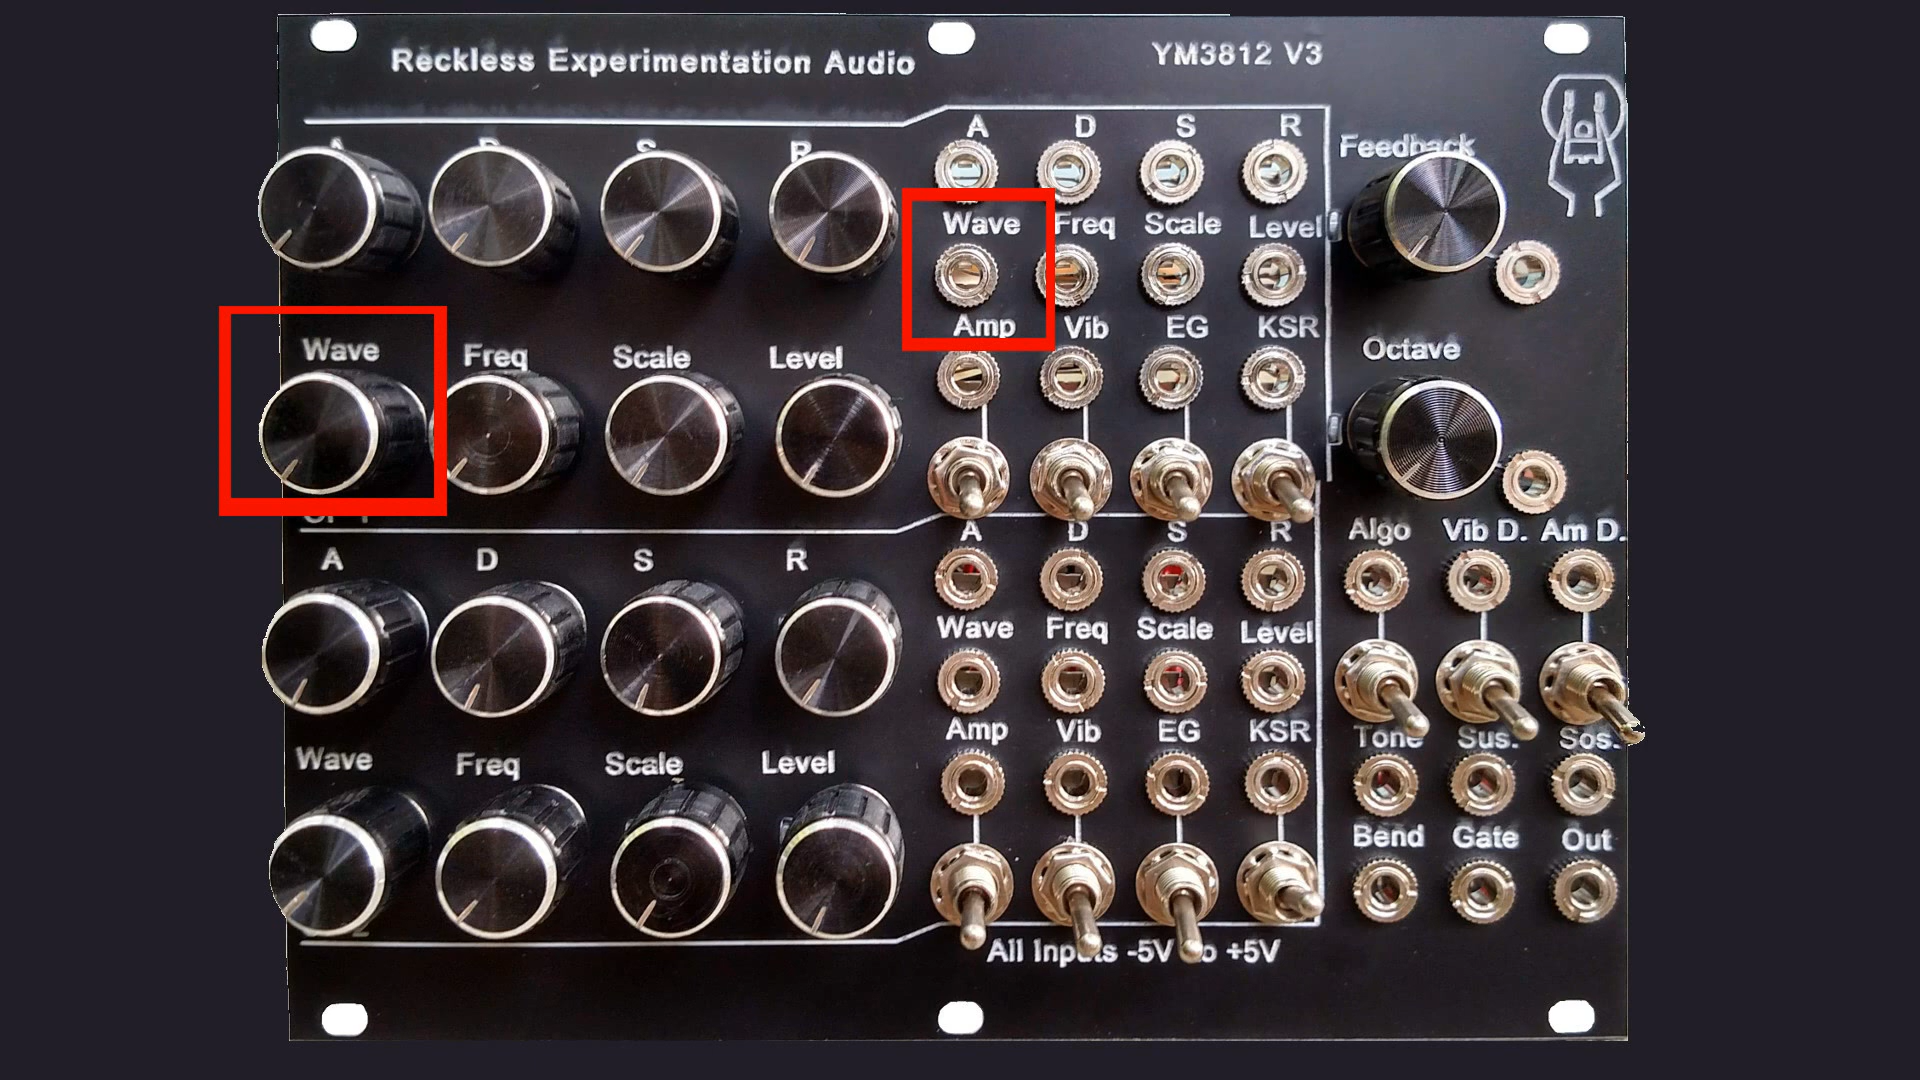 Reckless Experimentation Audio
YM3812 V3
A D S R
Feedback
Wave Freq Scale Level
Amp Vib EG KSR
Wave Freq Scale Level
Octave
A D S R
Algo Vib D. Am D.
A D S R
Wave Freq Scale Level
Amp Vib EG KSR
Tone Sus. Sos.
Wave Freq Scale Level
Bend Gate Out
All Inputs -5V to +5V